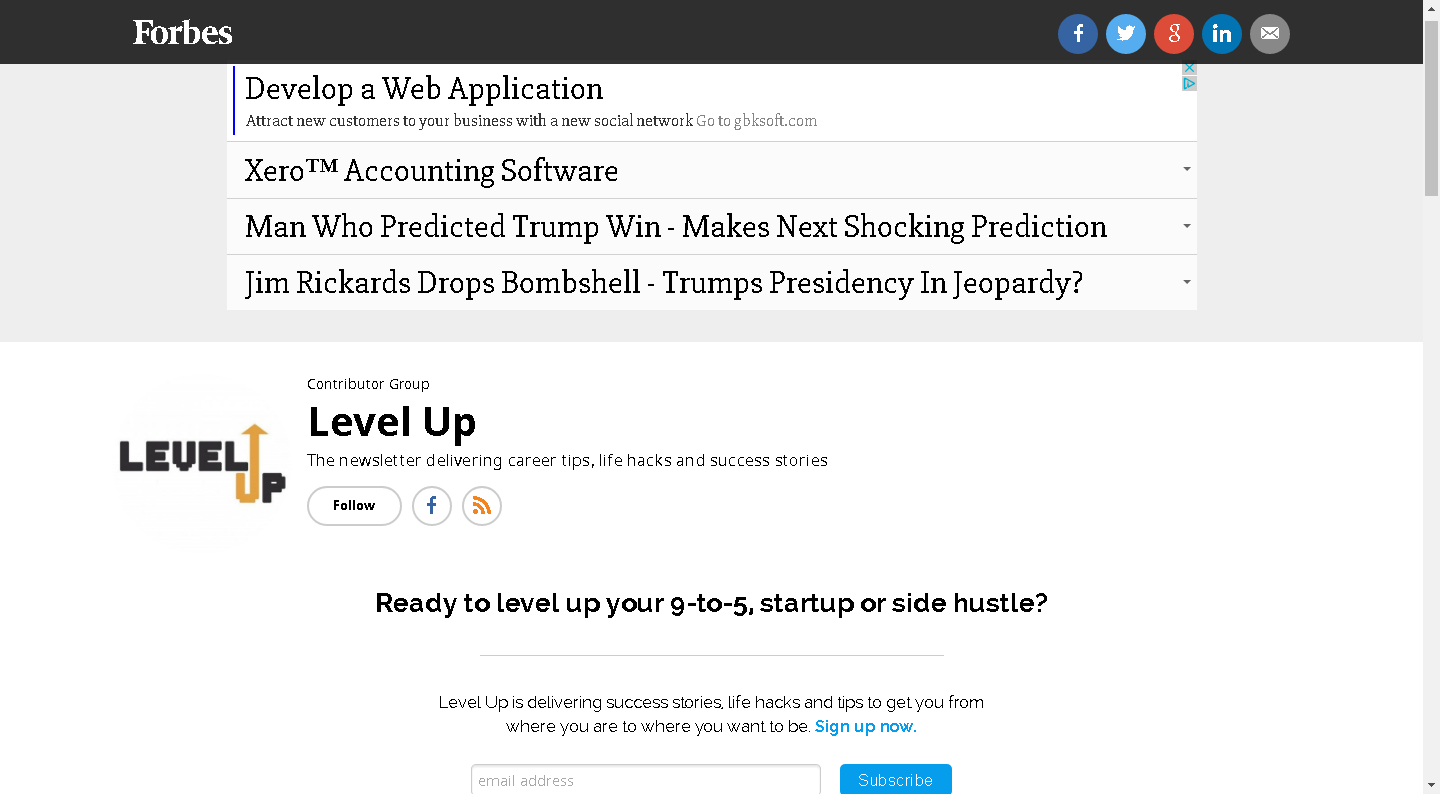 Forbes
Develop a Web Application
Attract new customers to your business with a new social network Go to gbksoft.com
Xero™ Accounting Software
Man Who Predicted Trump Win - Makes Next Shocking Prediction
Jim Rickards Drops Bombshell - Trumps Presidency In Jeopardy?
Contributor Group
Level Up
The newsletter delivering career tips, life hacks and success stories
LEVEL
UP
Follow
Ready to level up your 9-to-5, startup or side hustle?
Level Up is delivering success stories, life hacks and tips to get you from
where you are to where you want to be. Sign up now.
email address
Subscribe